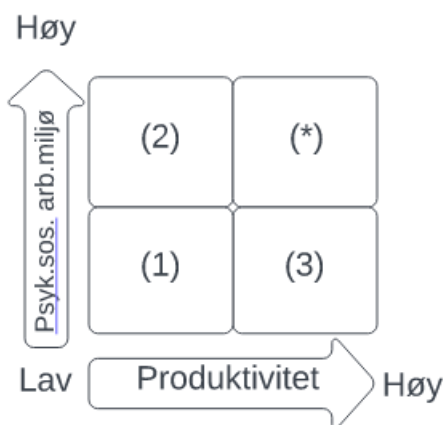 Høy
Psyk.sos. arb.miljø
(2)
(*)
(1)
(3)
Lav
Produktivitet
Høy